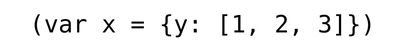 (var x = {y: [1, 2, 3]})